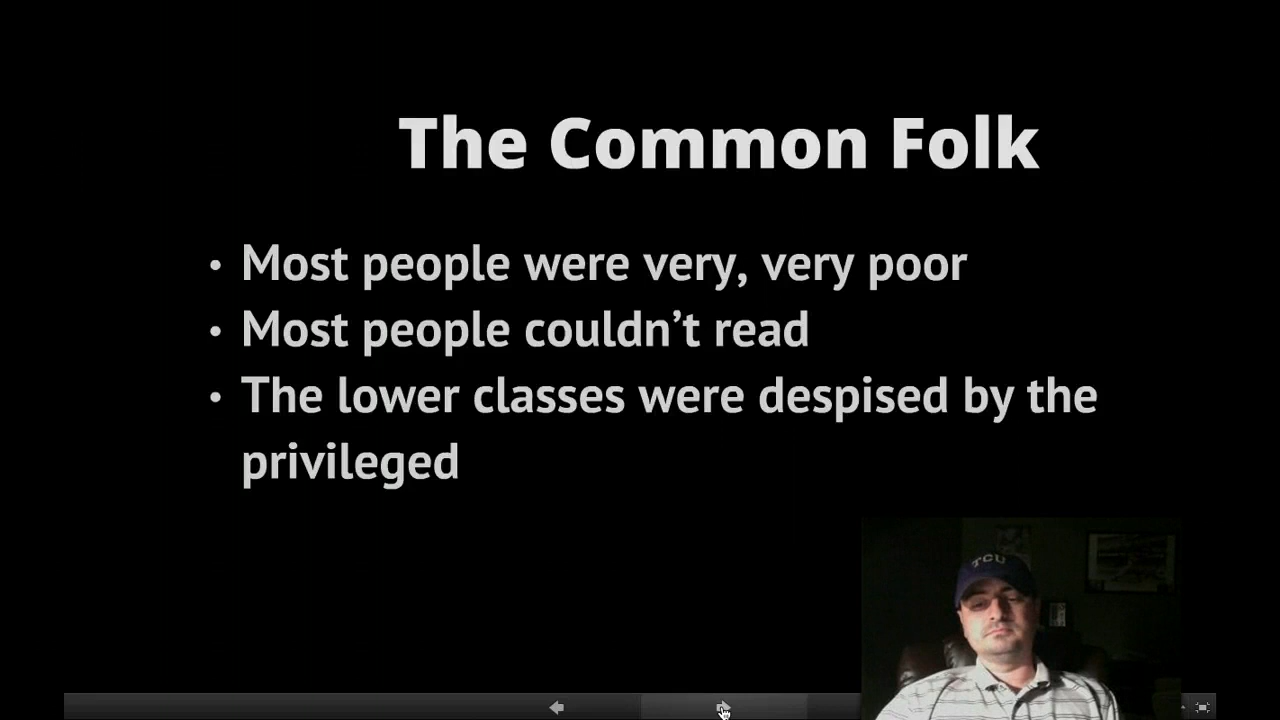 The Common Folk
• Most people were very, very poor
• Most people couldn’t read
• The lower classes were despised by the
privileged
TCU